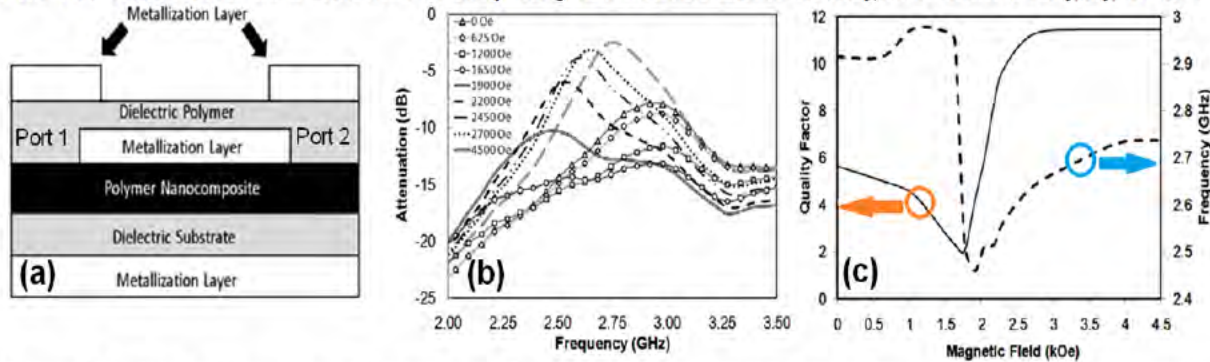 Metallization Layer
Dielectric Polymer
Port 1
Port 2
Metallization Layer
Polymer Nanocomposite
Dielectric Substrate
Metallization Layer
(a)
0
-5
-10
-15
-20
-25
Attenuation (dB)
0 Oe
625 Oe
1200 Oe
1650 Oe
1900 Oe
2200 Oe
2450 Oe
2700 Oe
4500 Oe
(b)
2.00 2.25 2.50 2.75 3.00 3.25 3.50
Frequency (GHz)
12
10
8
6
4
2
0
Quality Factor
(c)
3
2.9
2.8
2.7
2.6
2.5
2.4
Frequency (GHz)
0 0.5 1 1.5 2 2.5 3 3.5 4 4.5
Magnetic Field (kOe)